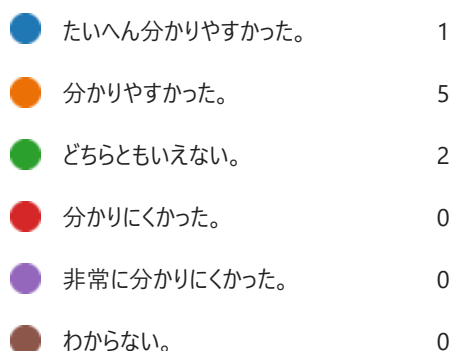 たいへん分かりやすかった。 1
分かりやすかった。 5
どちらともいえない。 2
分かりにくかった。 0
非常に分かりにくかった。 0
わからない。 0